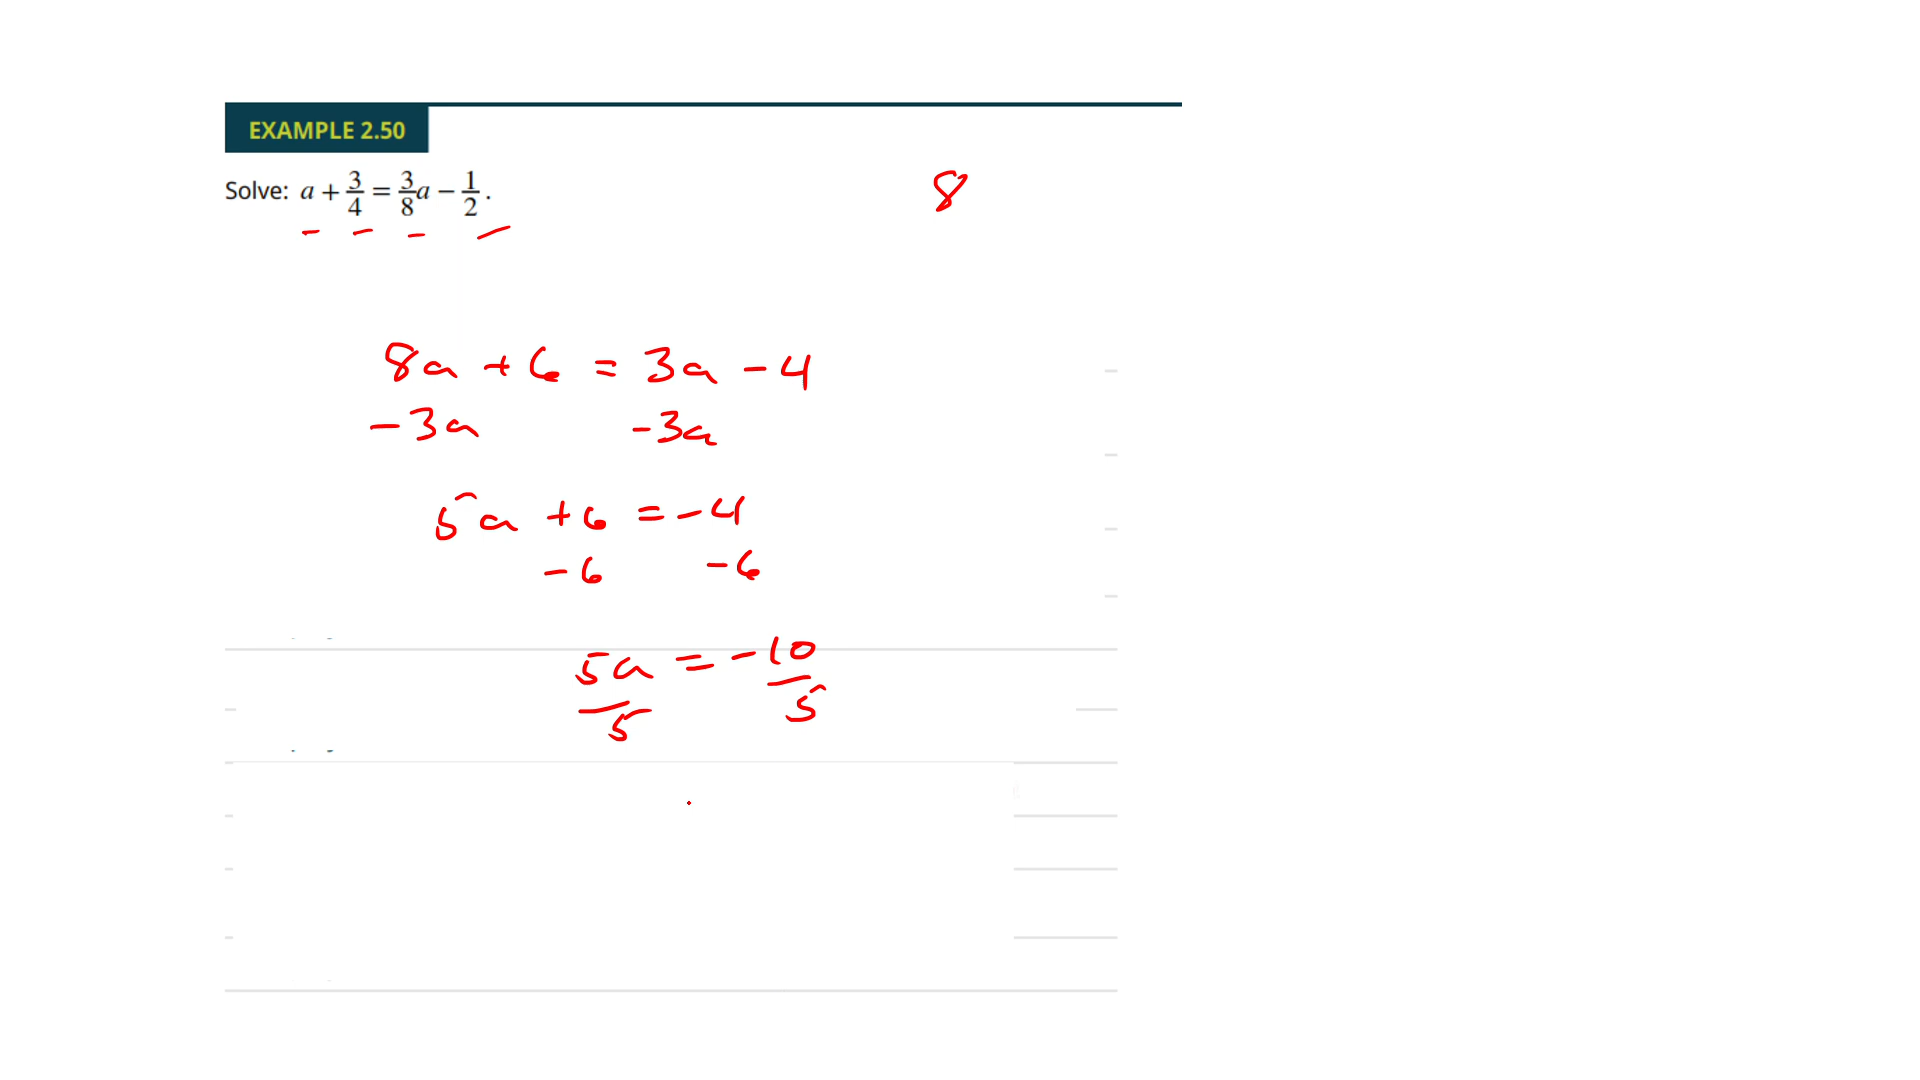 EXAMPLE 2.50
Solve: a + 3/4 = 3/8 a − 1/2 .
8
8a + 6 = 3a - 4
-3a -3a
5a + 6 = -4
-6 -6
5a = -10
5 5